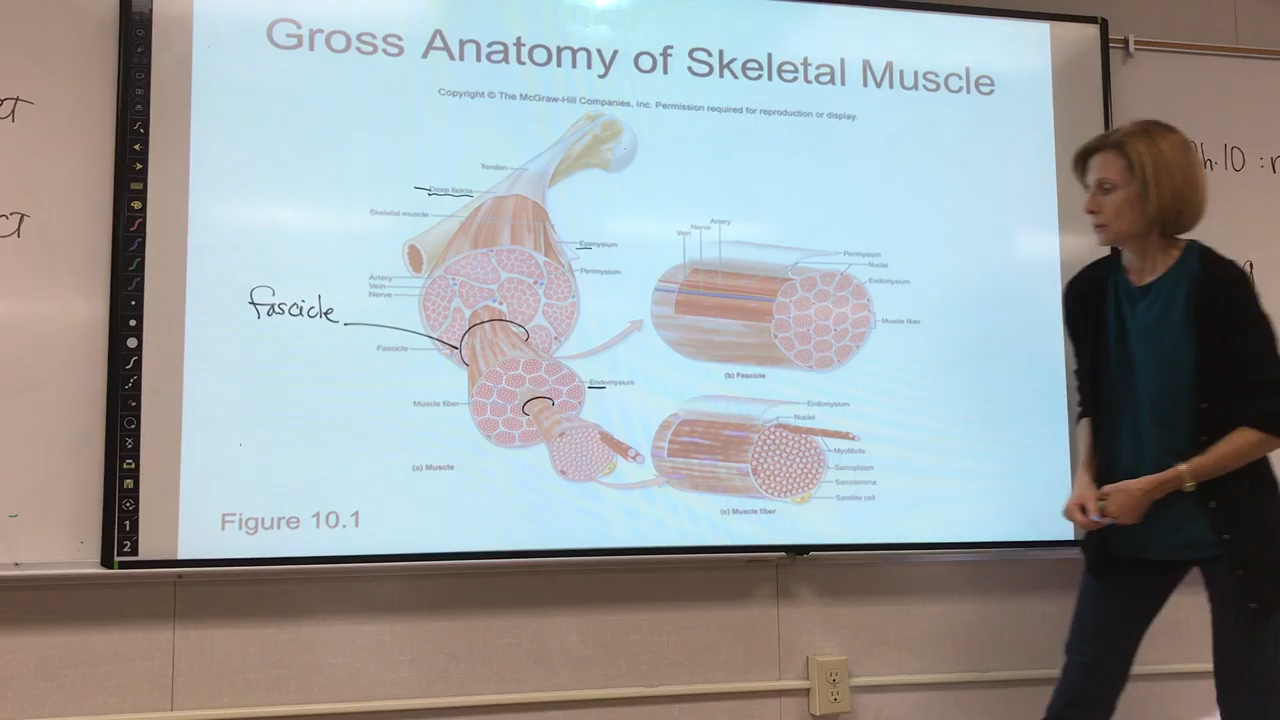 Gross Anatomy of Skeletal Muscle
Copyright © The McGraw-Hill Companies, Inc. Permission required for reproduction or display.
Tendon
Deep fascia
Skeletal muscle
Epimysium
Perimysium
Artery
Vein
Nerve
fascicle
Fascicle
Endomysium
Muscle fiber
(a) Muscle
Artery
Nerve
Vein
Perimysium
Nuclei
Endomysium
Muscle fiber
(b) Fascicle
Endomysium
Nuclei
Myofibrils
Sarcoplasm
Sarcolemma
Satellite cell
(c) Muscle fiber
Figure 10.1
1
2
CT
CT
Ch.10 :